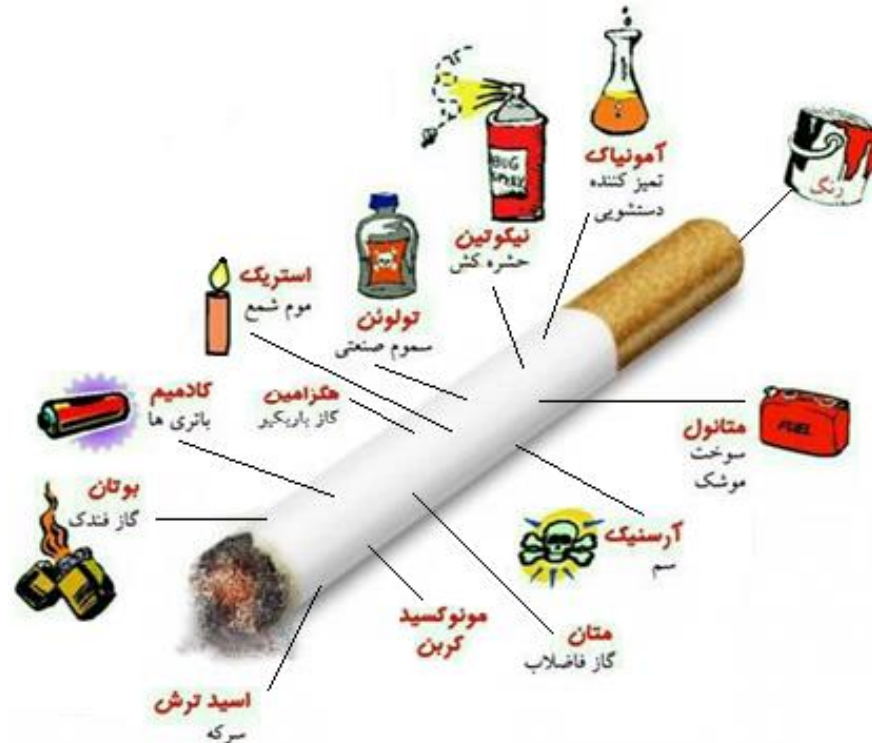 آمونیاک
تمیز کننده
دستشویی
رنگ
BUG
SPERY
نیکوتین
حشره کش
استریک
موم شمع
تولوئن
سموم صنعتی
کادمیم
باتری ها
هگزامین
گاز باربکیو
متانول
سوخت
موشک
FUEL
بوتان
گاز فندک
آرسنیک
سم
مونوکسید
کربن
متان
گاز فاضلاب
اسید ترش
سرکه